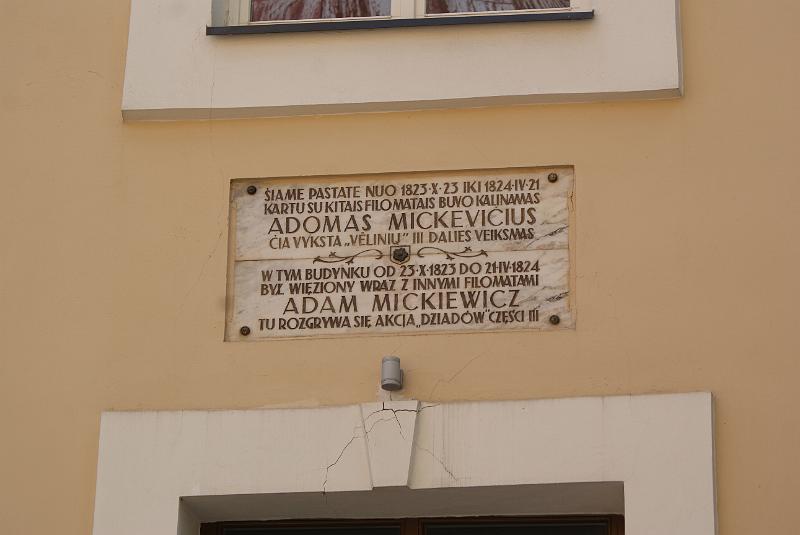 ŠIAME PASTATE NUO 1823·X·23 IKI 1824·IV·21
KARTU SU KITAIS FILOMATAIS BUVO KALINAMAS
ADOMAS MICKEVIČIUS
ČIA VYKSTA „VĖLINIŲ" III DALIES VEIKSMAS
W TYM BUDYNKU OD 23·X·1823 DO 21·IV·1824
BYŁ WIĘZIONY WRAZ Z INNYMI FILOMATAMI
ADAM MICKIEWICZ
TU ROZGRYWA SIĘ AKCJA „DZIADÓW" CZĘŚCI III